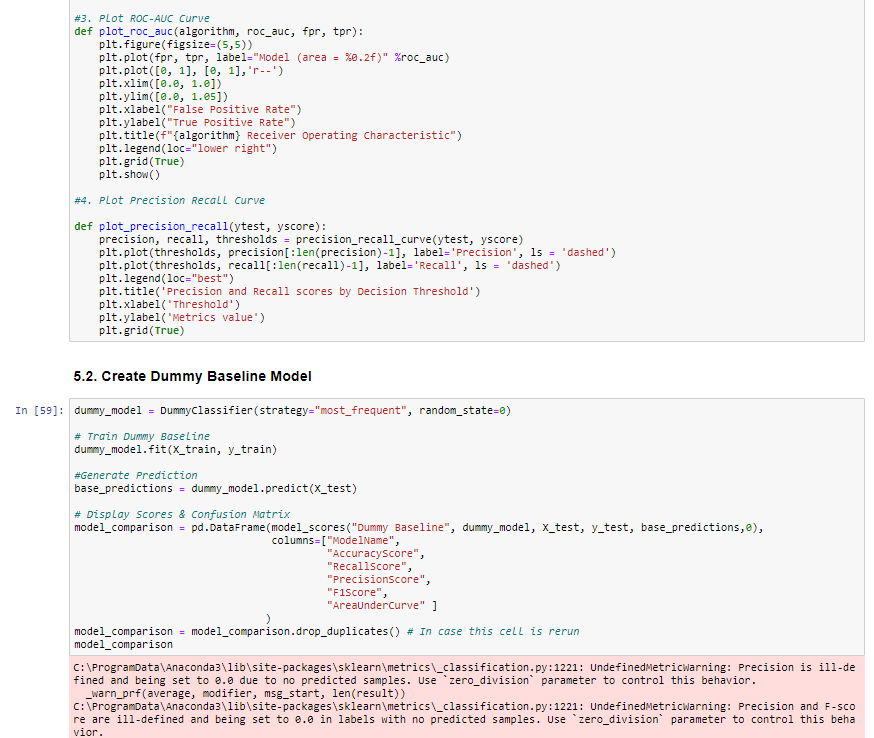 #3. Plot ROC-AUC Curve
def plot_roc_auc(algorithm, roc_auc, fpr, tpr):
    plt.figure(figsize=(5,5))
    plt.plot(fpr, tpr, label="Model (area = %0.2f)" %roc_auc)
    plt.plot([0, 1], [0, 1],'r--')
    plt.xlim([0.0, 1.0])
    plt.ylim([0.0, 1.05])
    plt.xlabel("False Positive Rate")
    plt.ylabel("True Positive Rate")
    plt.title(f"{algorithm} Receiver Operating Characteristic")
    plt.legend(loc="lower right")
    plt.grid(True)
    plt.show()
#4. Plot Precision Recall Curve
def plot_precision_recall(ytest, yscore):
    precision, recall, thresholds = precision_recall_curve(ytest, yscore)
    plt.plot(thresholds, precision[:len(precision)-1], label='Precision', ls = 'dashed')
    plt.plot(thresholds, recall[:len(recall)-1], label='Recall', ls = 'dashed')
    plt.legend(loc="best")
    plt.title('Precision and Recall scores by Decision Threshold')
    plt.xlabel('Threshold')
    plt.ylabel('Metrics value')
    plt.grid(True)
5.2. Create Dummy Baseline Model
In [59]: dummy_model = DummyClassifier(strategy="most_frequent", random_state=0)
# Train Dummy Baseline
dummy_model.fit(X_train, y_train)
#Generate Prediction
base_predictions = dummy_model.predict(X_test)
# Display Scores & Confusion Matrix
model_comparison = pd.DataFrame(model_scores("Dummy Baseline", dummy_model, X_test, y_test, base_predictions,0),
                                columns=["ModelName",
                                         "AccuracyScore",
                                         "RecallScore",
                                         "PrecisionScore",
                                         "F1Score",
                                         "AreaUnderCurve" ]
                               )
model_comparison = model_comparison.drop_duplicates() # In case this cell is rerun
model_comparison
C:\ProgramData\Anaconda3\lib\site-packages\sklearn\metrics\_classification.py:1221: UndefinedMetricWarning: Precision is ill-de
fined and being set to 0.0 due to no predicted samples. Use `zero_division` parameter to control this behavior.
  _warn_prf(average, modifier, msg_start, len(result))
C:\ProgramData\Anaconda3\lib\site-packages\sklearn\metrics\_classification.py:1221: UndefinedMetricWarning: Precision and F-sco
re are ill-defined and being set to 0.0 in labels with no predicted samples. Use `zero_division` parameter to control this beha
vior.